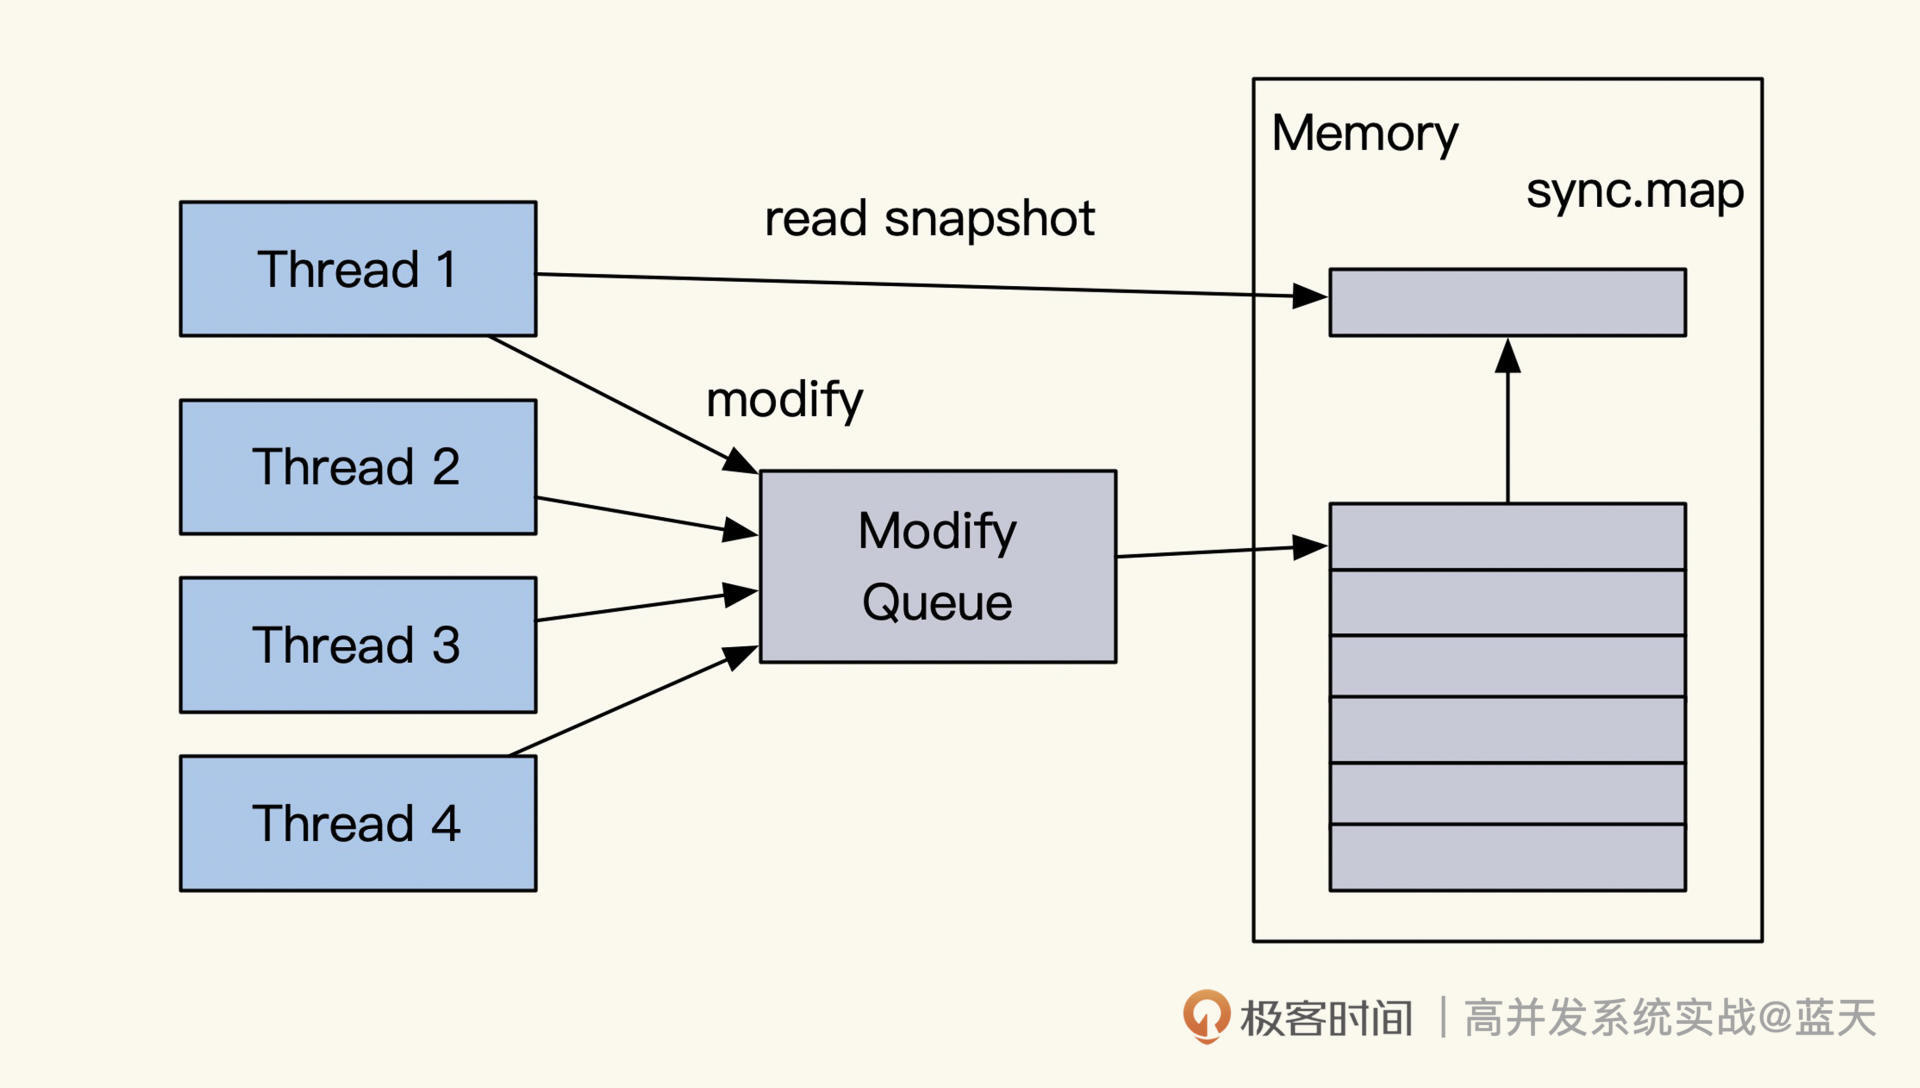 Memory
sync.map
read snapshot
Thread 1
modify
Thread 2
Modify
Queue
Thread 3
Thread 4
极客时间 | 高并发系统实战@蓝天